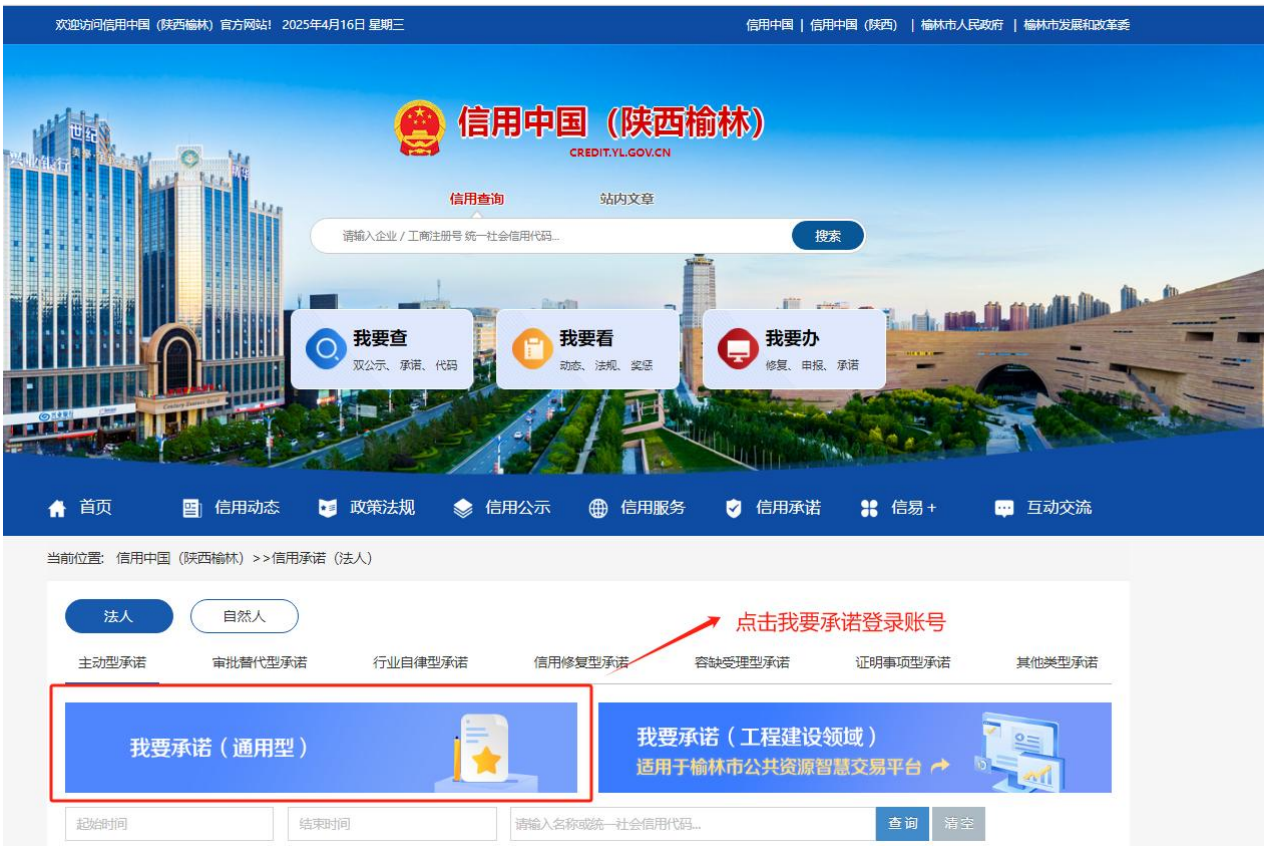 欢迎访问信用中国（陕西榆林）官方网站！ 2025年4月16日 星期三
信用中国 | 信用中国（陕西） | 榆林市人民政府 | 榆林市发展和改革委
信用中国（陕西榆林）
CREDIT.YL.GOV.CN
信用查询 站内文章
请输入企业 / 工商注册号 统一社会信用代码...
搜索
世纪
我要查
双公示、承诺、代码
我要看
动态、法规、奖惩
我要办
修复、申报、承诺
首页 信用动态 政策法规 信用公示 信用服务 信用承诺 信易+ 互动交流
当前位置: 信用中国（陕西榆林）>>信用承诺（法人）
法人 自然人
点击我要承诺登录账号
主动型承诺 审批替代型承诺 行业自律型承诺 信用修复型承诺 容缺受理型承诺 证明事项型承诺 其他类型承诺
我要承诺（通用型）
我要承诺（工程建设领域）
适用于榆林市公共资源智慧交易平台
起始时间 结束时间 请输入名称或统一社会信用代码... 查询 清空